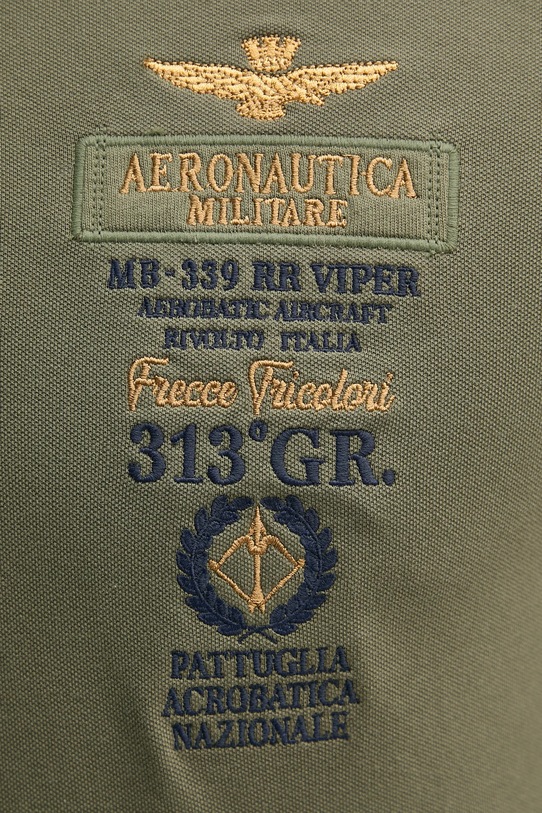 AERONAUTICA
MILITARE
MB-339 RR VIPER
AEROBATIC AIRCRAFT
RIVOLTO ITALIA
Frecce Tricolori
313°GR.
PATTUGLIA
ACROBATICA
NAZIONALE